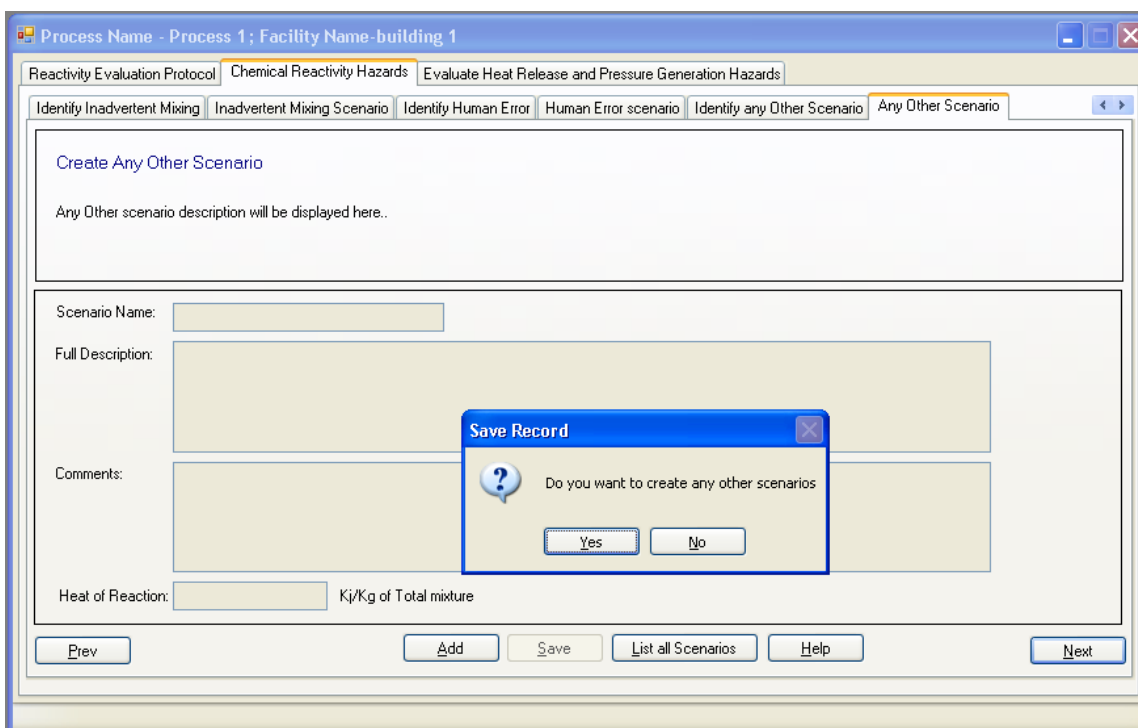 Process Name - Process 1; Facility Name-building 1
Reactivity Evaluation Protocol Chemical Reactivity Hazards Evaluate Heat Release and Pressure Generation Hazards
Identify Inadvertent Mixing Inadvertent Mixing Scenario Identify Human Error Human Error scenario Identify any Other Scenario Any Other Scenario
Create Any Other Scenario
Any Other scenario description will be displayed here..
Scenario Name:
Full Description:
Save Record
Comments:
Do you want to create any other scenarios
Yes No
Heat of Reaction: Kj/Kg of Total mixture
Prev Add Save List all Scenarios Help Next